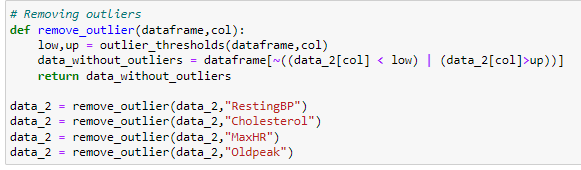 # Removing outliers
def remove_outlier(dataframe,col):
    low,up = outlier_thresholds(dataframe,col)
    data_without_outliers = dataframe[~((data_2[col] < low) | (data_2[col]>up))]
    return data_without_outliers

data_2 = remove_outlier(data_2,"RestingBP")
data_2 = remove_outlier(data_2,"Cholesterol")
data_2 = remove_outlier(data_2,"MaxHR")
data_2 = remove_outlier(data_2,"Oldpeak")